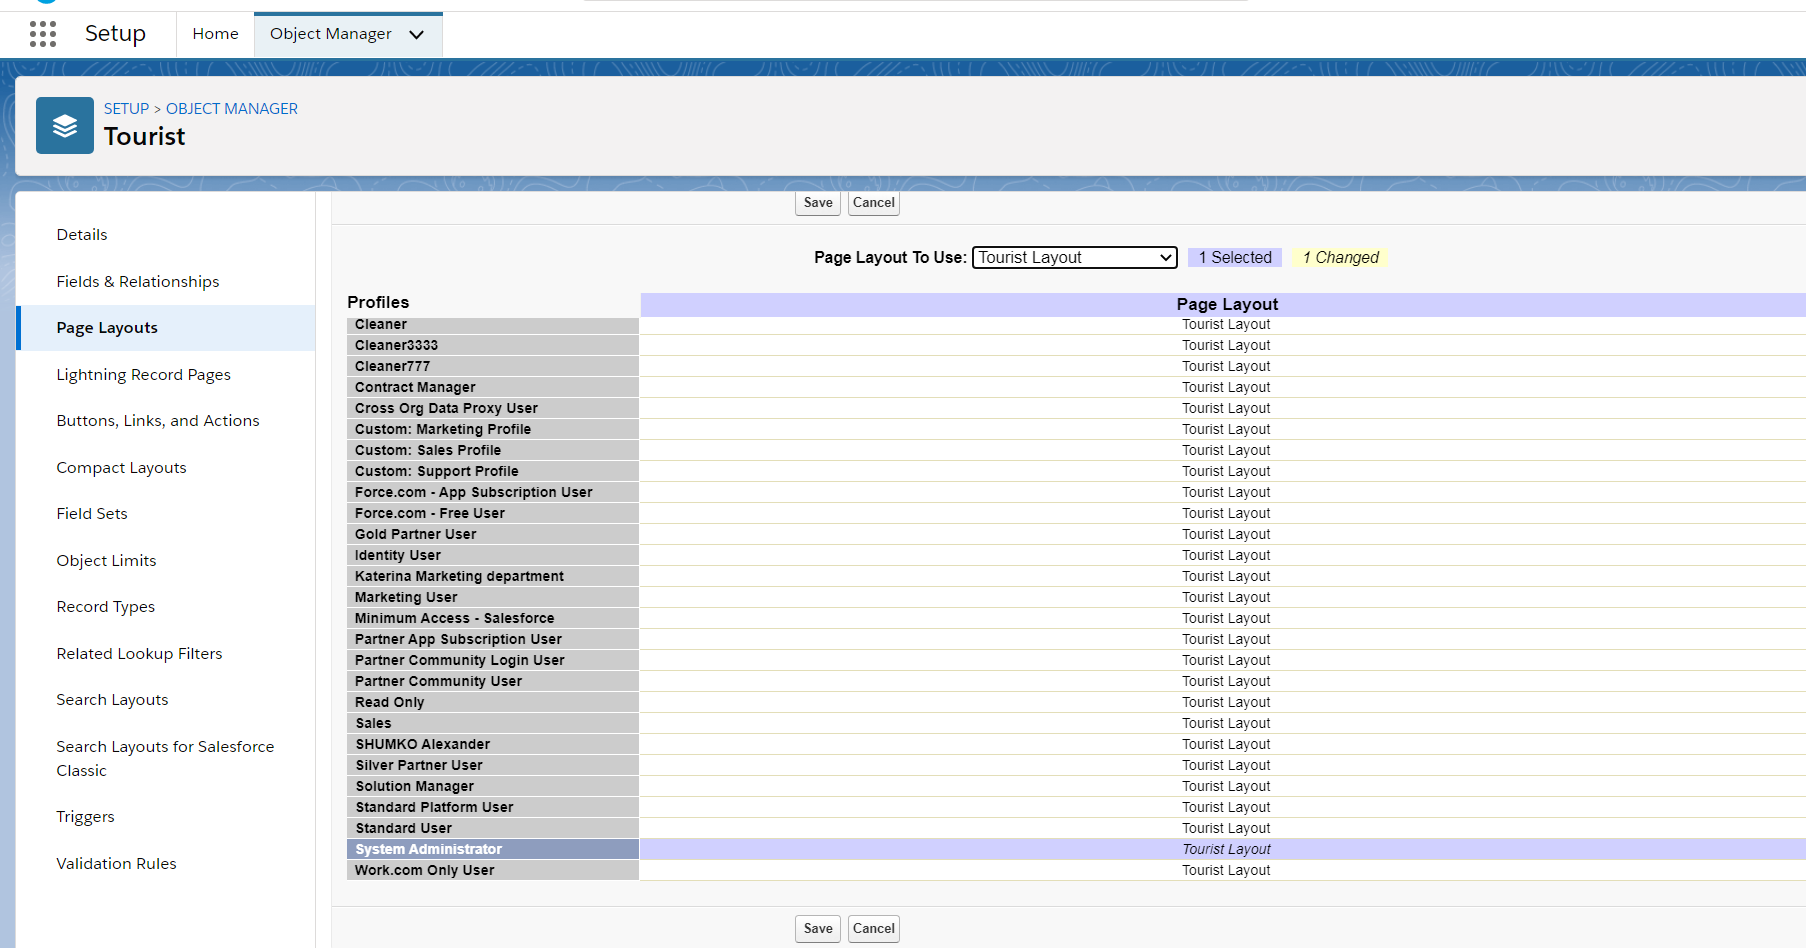 Setup
Home
Object Manager
SETUP > OBJECT MANAGER
Tourist
Details
Fields & Relationships
Page Layouts
Lightning Record Pages
Buttons, Links, and Actions
Compact Layouts
Field Sets
Object Limits
Record Types
Related Lookup Filters
Search Layouts
Search Layouts for Salesforce
Classic
Triggers
Validation Rules
Save Cancel
Page Layout To Use: Tourist Layout 1 Selected 1 Changed
Profiles Page Layout
Cleaner Tourist Layout
Cleaner3333 Tourist Layout
Cleaner777 Tourist Layout
Contract Manager Tourist Layout
Cross Org Data Proxy User Tourist Layout
Custom: Marketing Profile Tourist Layout
Custom: Sales Profile Tourist Layout
Custom: Support Profile Tourist Layout
Force.com - App Subscription User Tourist Layout
Force.com - Free User Tourist Layout
Gold Partner User Tourist Layout
Identity User Tourist Layout
Katerina Marketing department Tourist Layout
Marketing User Tourist Layout
Minimum Access - Salesforce Tourist Layout
Partner App Subscription User Tourist Layout
Partner Community Login User Tourist Layout
Partner Community User Tourist Layout
Read Only Tourist Layout
Sales Tourist Layout
SHUMKO Alexander Tourist Layout
Silver Partner User Tourist Layout
Solution Manager Tourist Layout
Standard Platform User Tourist Layout
Standard User Tourist Layout
System Administrator Tourist Layout
Work.com Only User Tourist Layout
Save Cancel